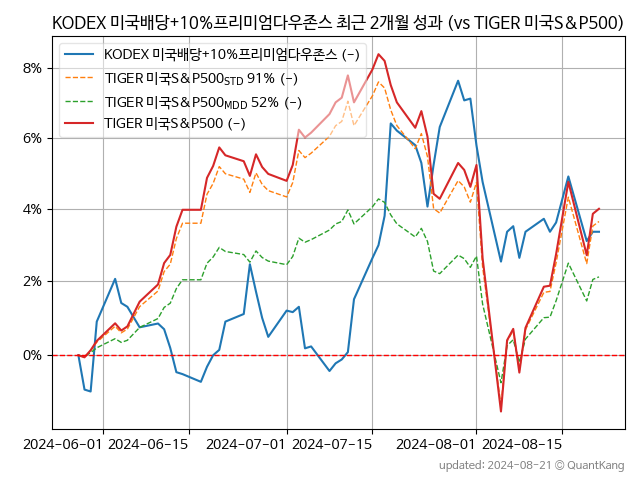 KODEX 미국배당+10%프리미엄다우존스 최근 2개월 성과 (vs TIGER 미국S&P500)
KODEX 미국배당+10%프리미엄다우존스 (-)
TIGER 미국S&P500STD 91% (-)
TIGER 미국S&P500MDD 52% (-)
TIGER 미국S&P500 (-)
8%
6%
4%
2%
0%
2024-06-01 2024-06-15 2024-07-01 2024-07-15 2024-08-01 2024-08-15
updated: 2024-08-21 © QuantKang